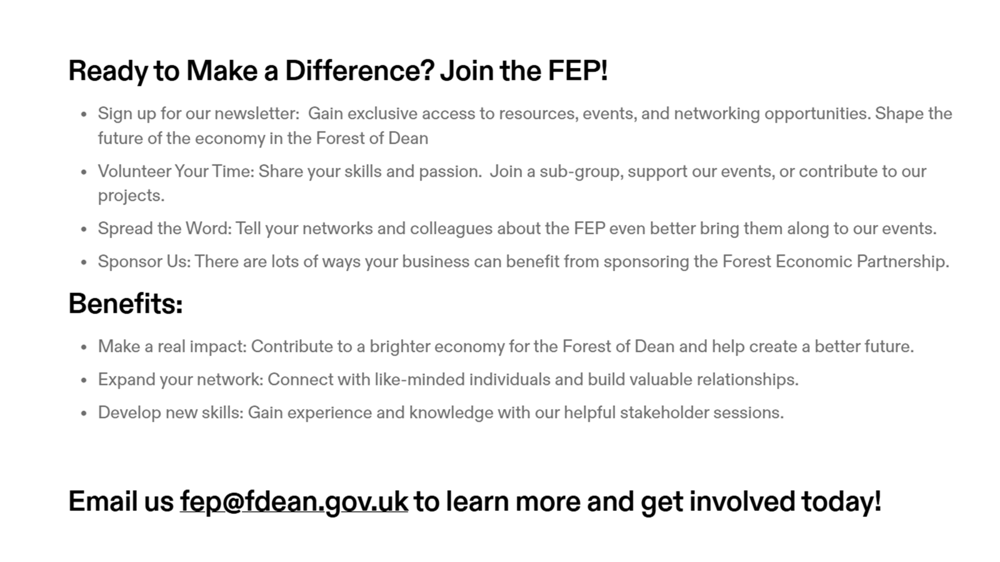 Ready to Make a Difference? Join the FEP!
• Sign up for our newsletter:  Gain exclusive access to resources, events, and networking opportunities. Shape the
future of the economy in the Forest of Dean
• Volunteer Your Time: Share your skills and passion.  Join a sub-group, support our events, or contribute to our
projects.
• Spread the Word: Tell your networks and colleagues about the FEP even better bring them along to our events.
• Sponsor Us: There are lots of ways your business can benefit from sponsoring the Forest Economic Partnership.
Benefits:
• Make a real impact: Contribute to a brighter economy for the Forest of Dean and help create a better future.
• Expand your network: Connect with like-minded individuals and build valuable relationships.
• Develop new skills: Gain experience and knowledge with our helpful stakeholder sessions.
Email us fep@fdean.gov.uk to learn more and get involved today!